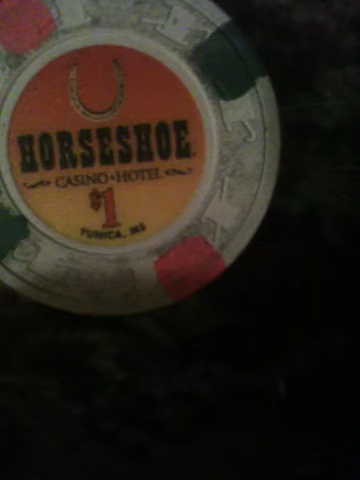 HORSESHOE
CASINO • HOTEL
$1
TUNICA, MS